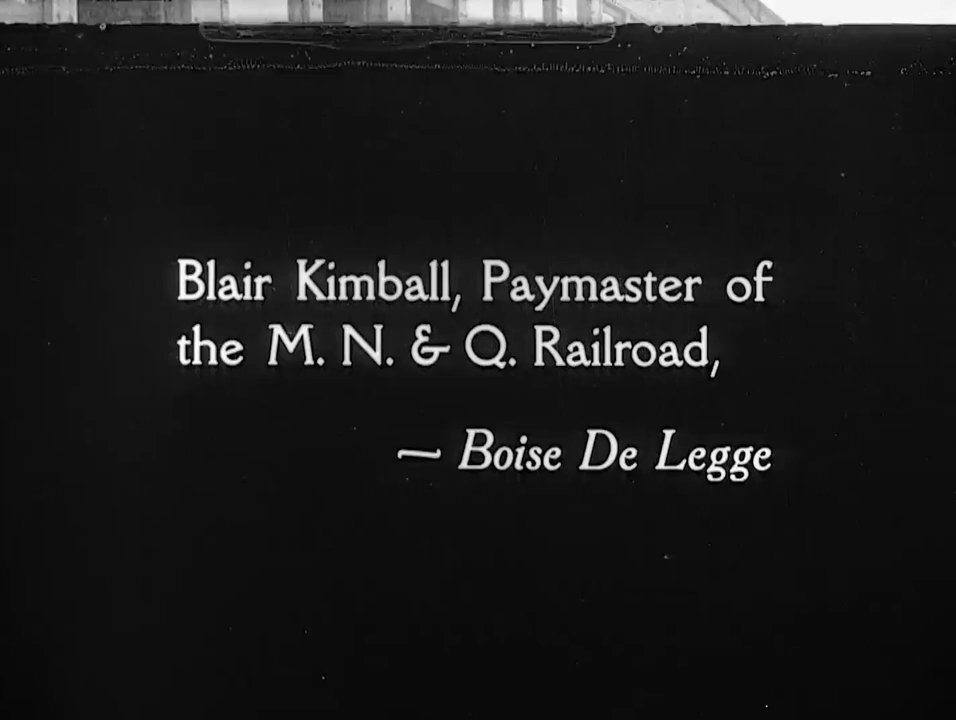 Blair Kimball, Paymaster of
the M. N. & Q. Railroad,
— Boise De Legge